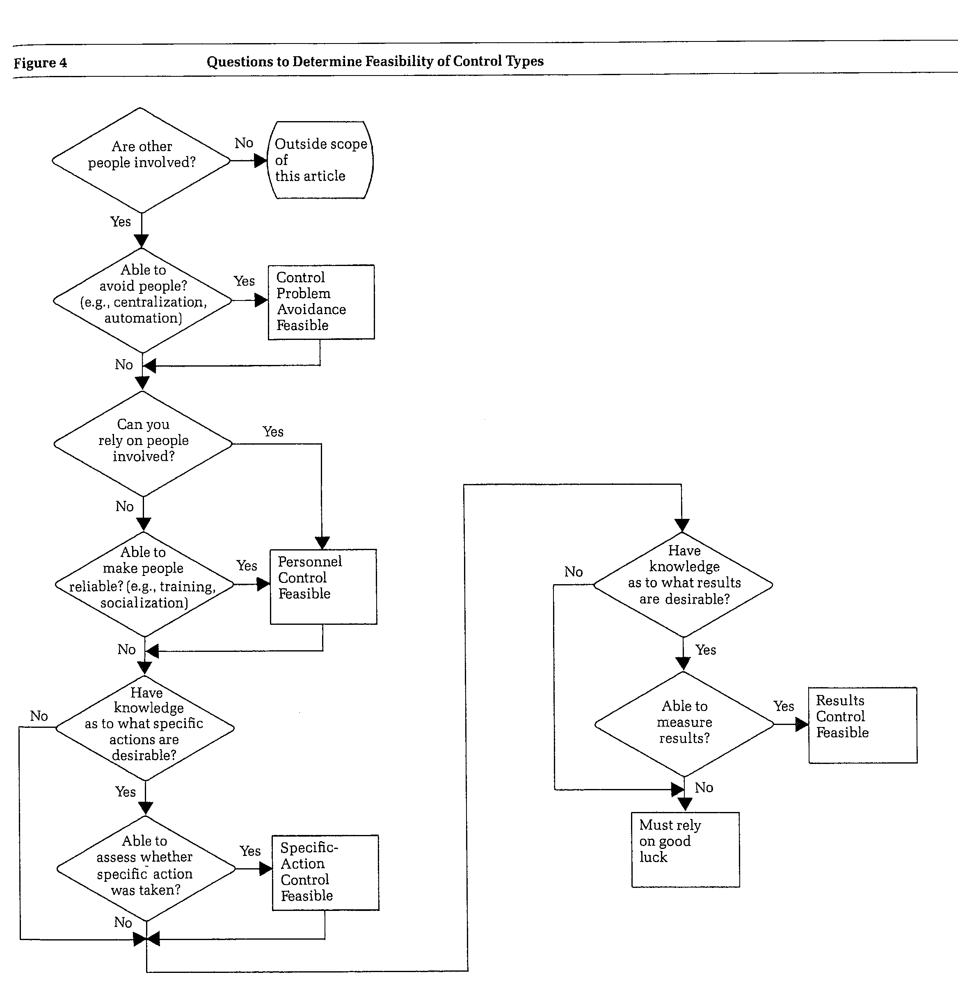 Figure 4
Questions to Determine Feasibility of Control Types
Are other
people involved?
No
Outside scope
of
this article
Yes
Able to
avoid people?
(e.g., centralization,
automation)
Yes
Control
Problem
Avoidance
Feasible
No
Can you
rely on people
involved?
Yes
No
Able to
make people
reliable? (e.g., training,
socialization)
Yes
Personnel
Control
Feasible
No
Have
knowledge
as to what specific
actions are
desirable?
No
Yes
Able to
assess whether
specific action
was taken?
Yes
Specific-
Action
Control
Feasible
No
Have
knowledge
as to what results
are desirable?
No
Yes
Able to
measure
results?
Yes
Results
Control
Feasible
No
Must rely
on good
luck